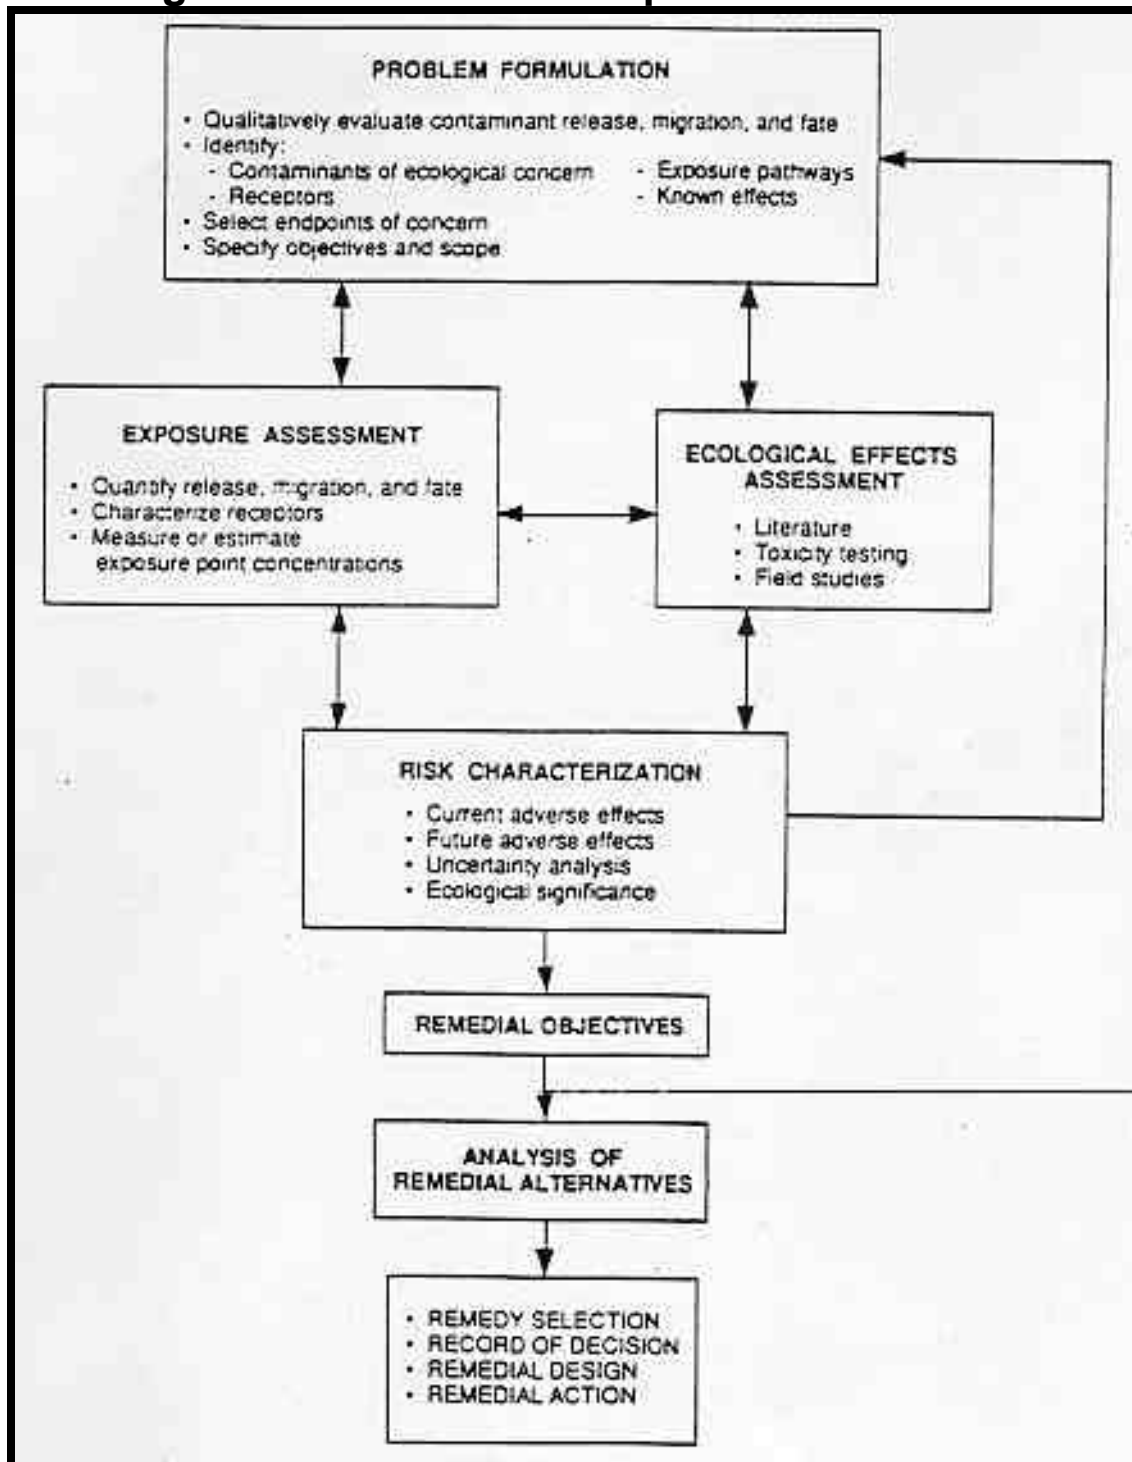 PROBLEM FORMULATION
• Qualitatively evaluate contaminant release, migration, and fate
• Identify:
- Contaminants of ecological concern - Exposure pathways
- Receptors - Known effects
• Select endpoints of concern
• Specify objectives and scope
EXPOSURE ASSESSMENT
• Quantify release, migration, and fate
• Characterize receptors
• Measure or estimate
exposure point concentrations
ECOLOGICAL EFFECTS
ASSESSMENT
• Literature
• Toxicity testing
• Field studies
RISK CHARACTERIZATION
• Current adverse effects
• Future adverse effects
• Uncertainty analysis
• Ecological significance
REMEDIAL OBJECTIVES
ANALYSIS OF
REMEDIAL ALTERNATIVES
• REMEDY SELECTION
• RECORD OF DECISION
• REMEDIAL DESIGN
• REMEDIAL ACTION